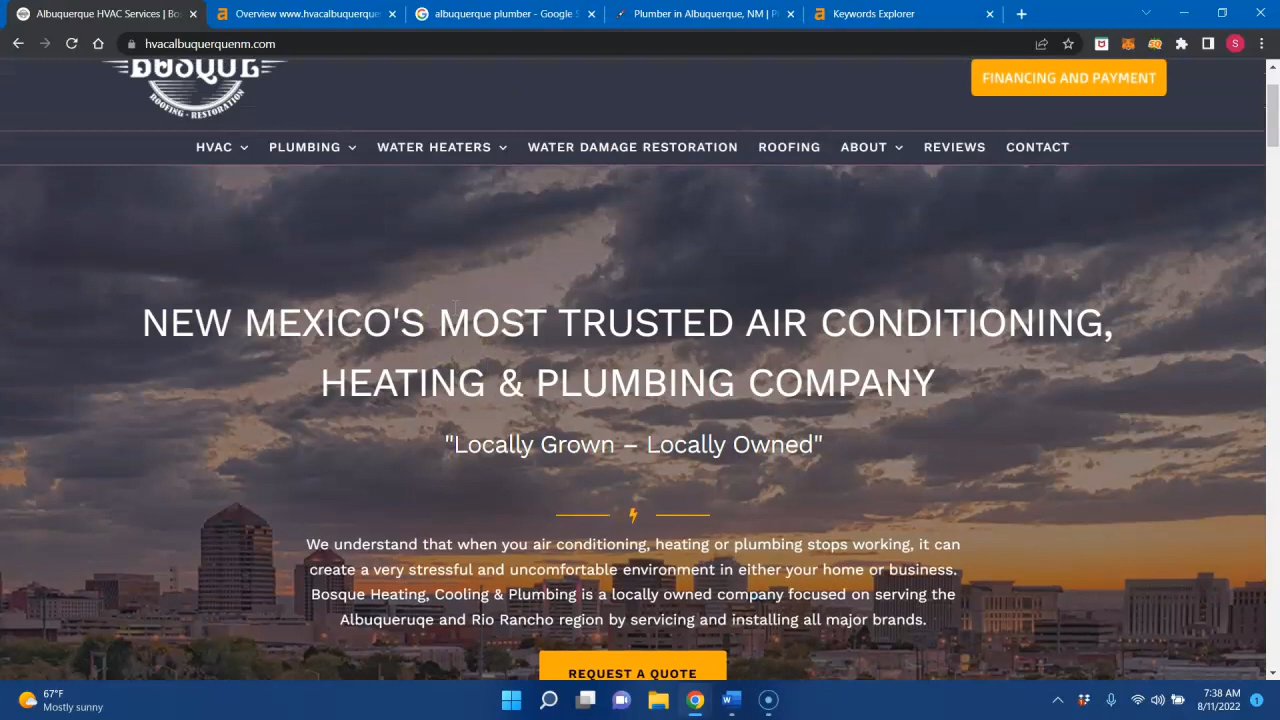 Albuquerque HVAC Services | Bo
Overview www.hvacalbuquerque
albuquerque plumber - Google S
Plumber in Albuquerque, NM | Pl
Keywords Explorer
hvacalbuquerquenm.com
S
BOSQUE
ROOFING • RESTORATION
FINANCING AND PAYMENT
HVAC PLUMBING WATER HEATERS WATER DAMAGE RESTORATION ROOFING ABOUT REVIEWS CONTACT
NEW MEXICO'S MOST TRUSTED AIR CONDITIONING,
HEATING & PLUMBING COMPANY
"Locally Grown – Locally Owned"
We understand that when you air conditioning, heating or plumbing stops working, it can
create a very stressful and uncomfortable environment in either your home or business.
Bosque Heating, Cooling & Plumbing is a locally owned company focused on serving the
Albuqueruqe and Rio Rancho region by servicing and installing all major brands.
REQUEST A QUOTE
67°F
Mostly sunny
7:38 AM
8/11/2022
1